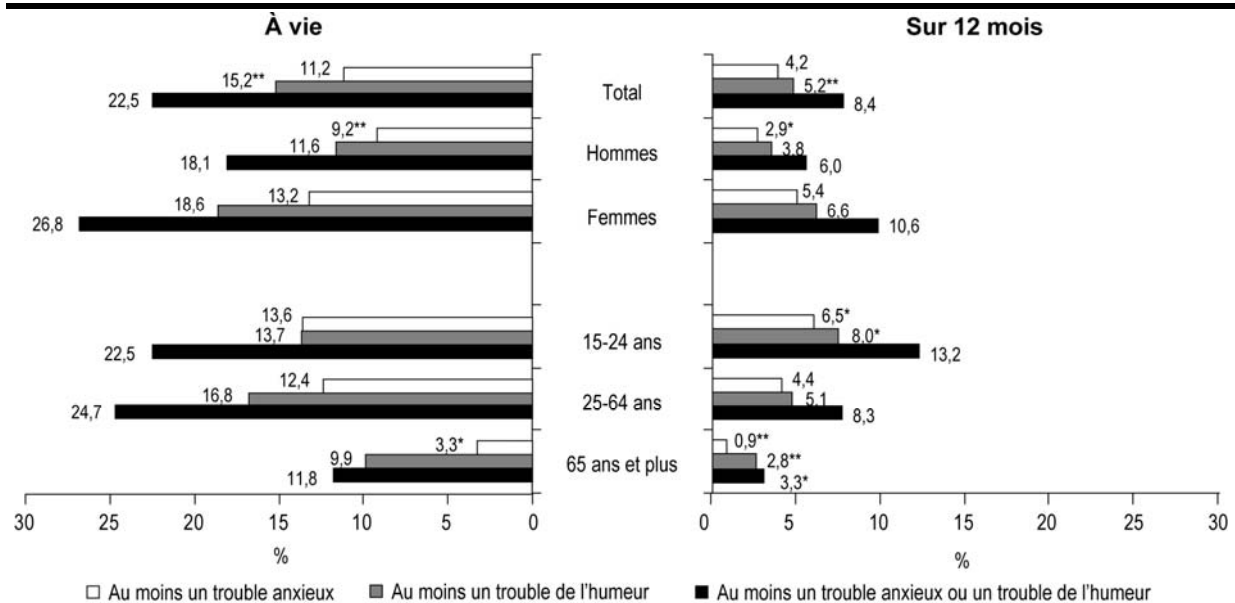 À vie
Sur 12 mois
11,2
15,2**
22,5
Total
4,2
5,2**
8,4
9,2**
11,6
18,1
Hommes
2,9*
3,8
6,0
13,2
18,6
26,8
Femmes
5,4
6,6
10,6
13,6
13,7
22,5
15-24 ans
6,5*
8,0*
13,2
12,4
16,8
24,7
25-64 ans
4,4
5,1
8,3
3,3*
9,9
11,8
65 ans et plus
0,9**
2,8**
3,3*
30 25 20 15 10 5 0
0 5 10 15 20 25 30
%
%
Au moins un trouble anxieux
Au moins un trouble de l'humeur
Au moins un trouble anxieux ou un trouble de l'humeur